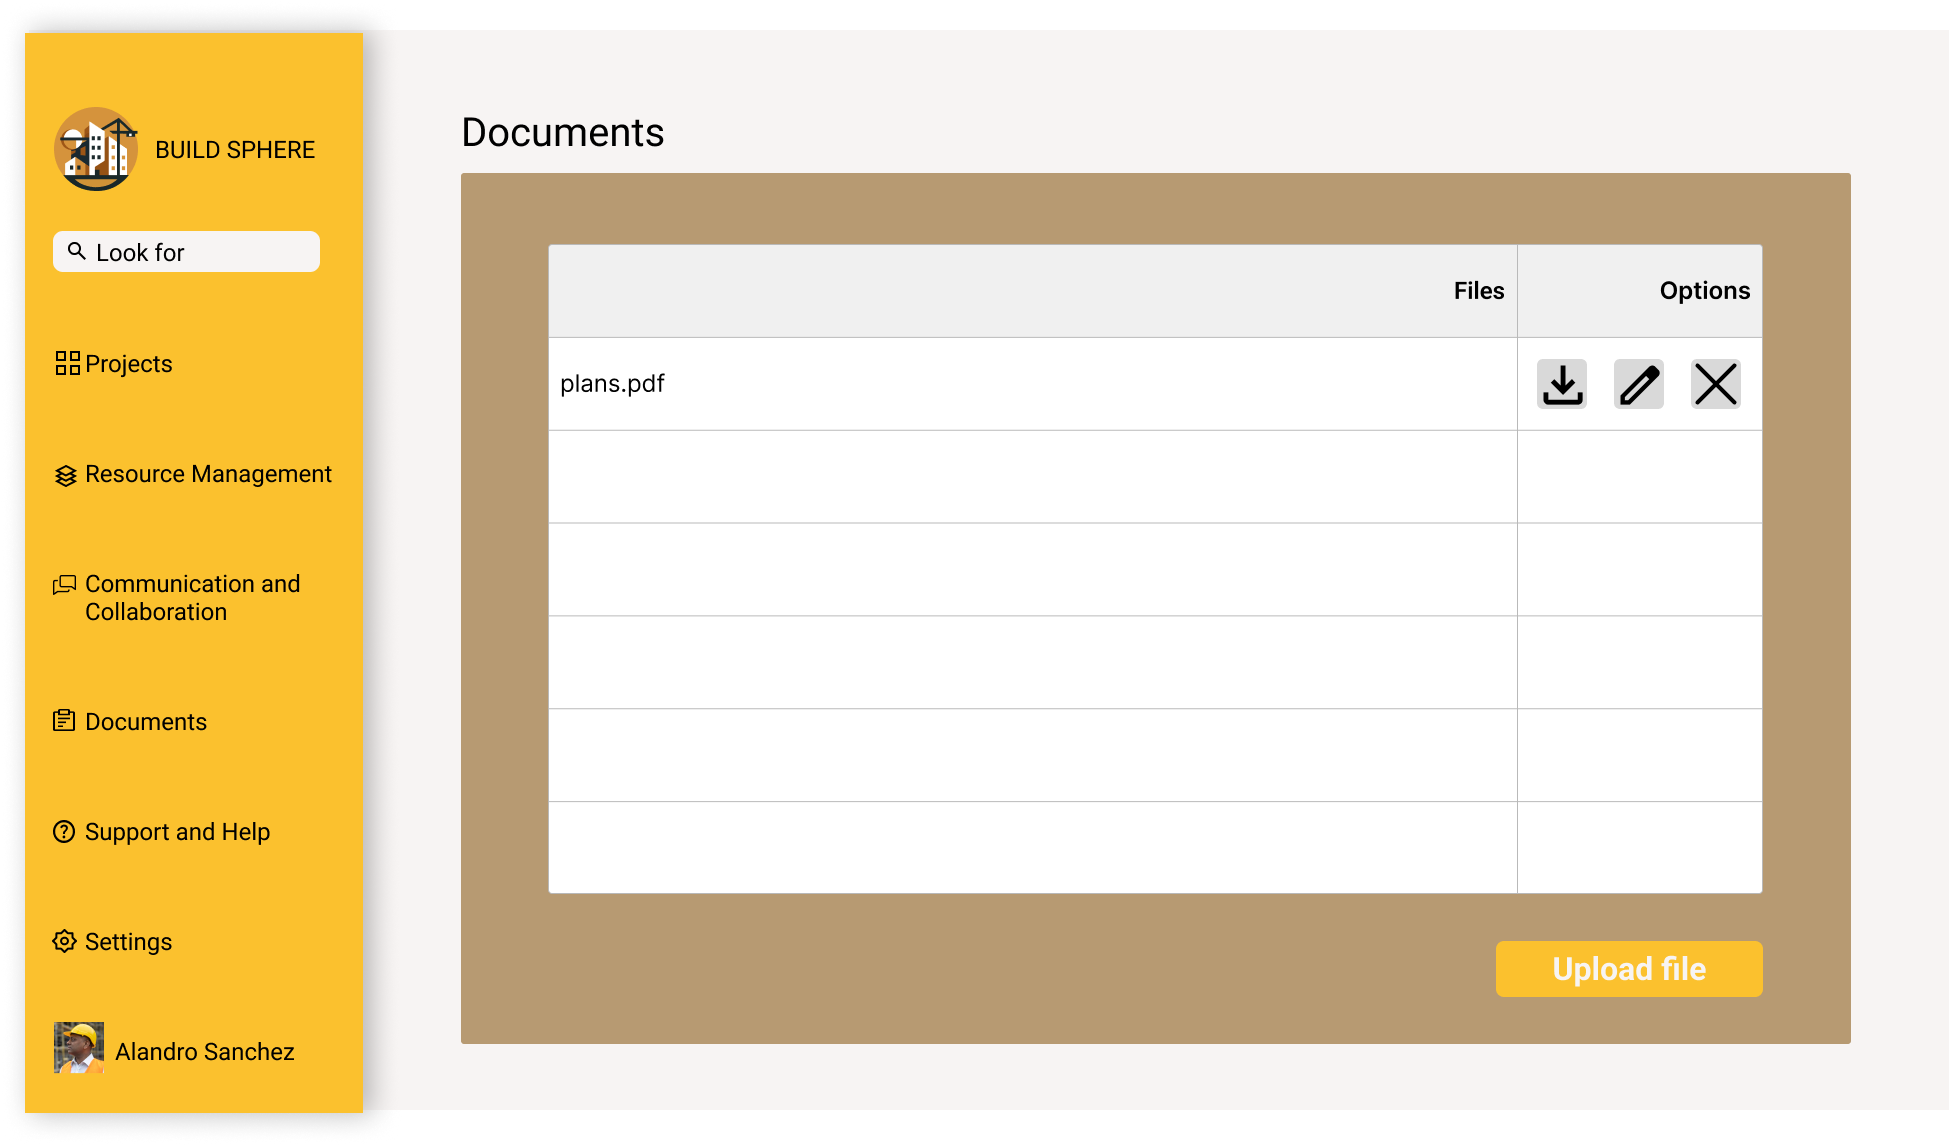 BUILD SPHERE
Look for
Projects
Resource Management
Communication and
Collaboration
Documents
Support and Help
Settings
Alandro Sanchez
Documents
Files
Options
plans.pdf
Upload file